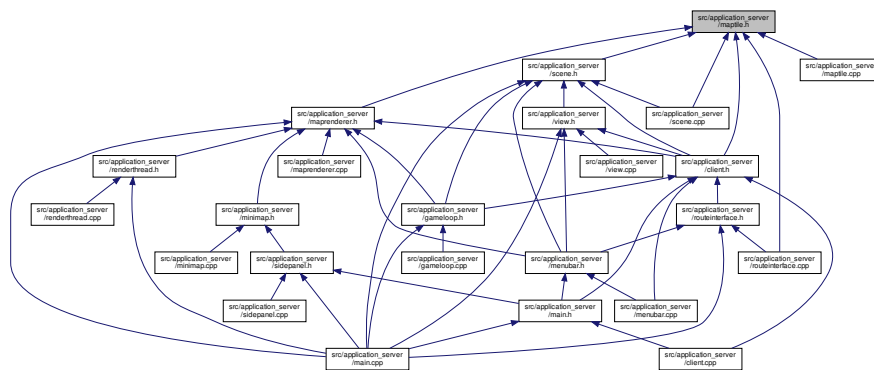 src/application_server
/maptile.h
src/application_server
/scene.h
src/application_server
/maptile.cpp
src/application_server
/maprenderer.h
src/application_server
/view.h
src/application_server
/scene.cpp
src/application_server
/renderthread.h
src/application_server
/maprenderer.cpp
src/application_server
/view.cpp
src/application_server
/client.h
src/application_server
/renderthread.cpp
src/application_server
/minimap.h
src/application_server
/gameloop.h
src/application_server
/routeinterface.h
src/application_server
/minimap.cpp
src/application_server
/sidepanel.h
src/application_server
/gameloop.cpp
src/application_server
/menubar.h
src/application_server
/routeinterface.cpp
src/application_server
/sidepanel.cpp
src/application_server
/main.h
src/application_server
/menubar.cpp
src/application_server
/main.cpp
src/application_server
/client.cpp